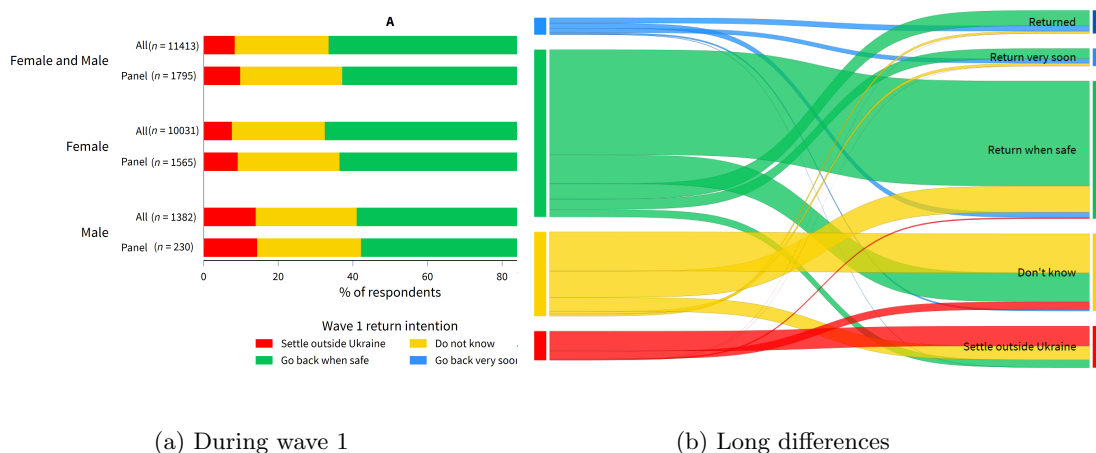 A
Female and Male
All(n = 11413)
Panel (n = 1795)
Female
All(n = 10031)
Panel (n = 1565)
Male
All (n = 1382)
Panel (n = 230)
0 20 40 60 80
% of respondents
Wave 1 return intention
Settle outside Ukraine
Do not know
Go back when safe
Go back very soon
Returned
Return very soon
Return when safe
Don't know
Settle outside Ukraine
(a) During wave 1
(b) Long differences